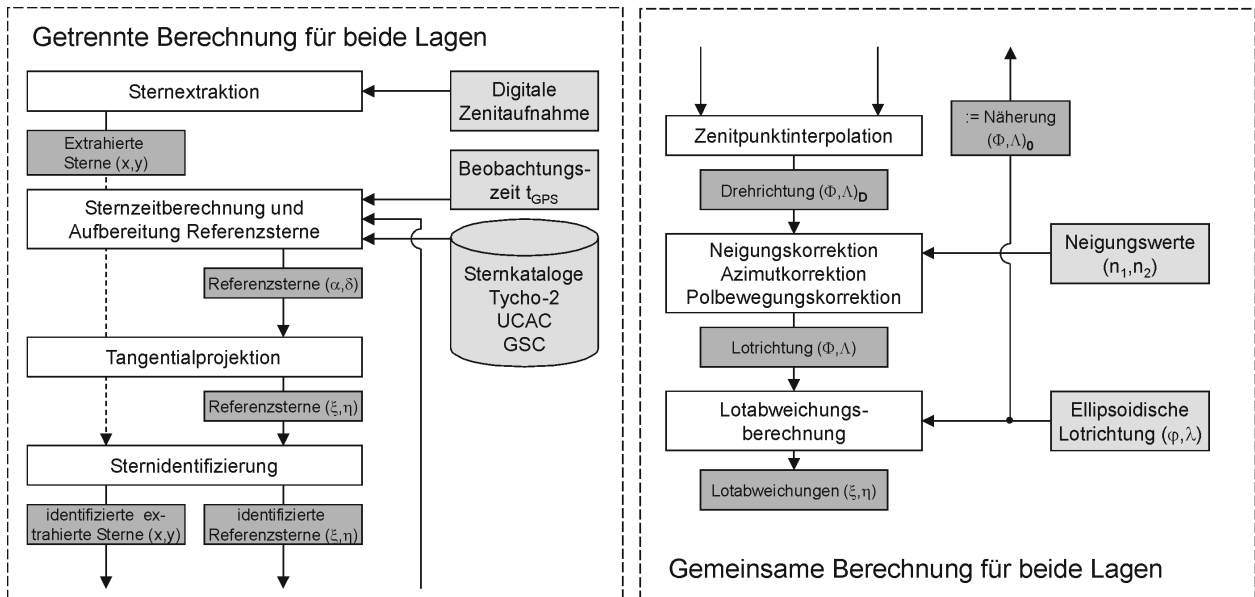 Getrennte Berechnung für beide Lagen
Sternextraktion
Digitale
Zenitaufnahme
Extrahierte
Sterne (x,y)
Beobachtungs-
zeit tGPS
Sternzeitberechnung und
Aufbereitung Referenzsterne
Referenzsterne (α,δ)
Sternkataloge
Tycho-2
UCAC
GSC
Tangentialprojektion
Referenzsterne (ξ,η)
Sternidentifizierung
identifizierte ex-
trahierte Sterne (x,y)
identifizierte
Referenzsterne (ξ,η)
:= Näherung
(Φ,Λ)0
Zenitpunktinterpolation
Drehrichtung (Φ,Λ)D
Neigungskorrektion
Azimutkorrektion
Polbewegungskorrektion
Neigungswerte
(n1,n2)
Lotrichtung (Φ,Λ)
Lotabweichungs-
berechnung
Ellipsoidische
Lotrichtung (φ,λ)
Lotabweichungen (ξ,η)
Gemeinsame Berechnung für beide Lagen